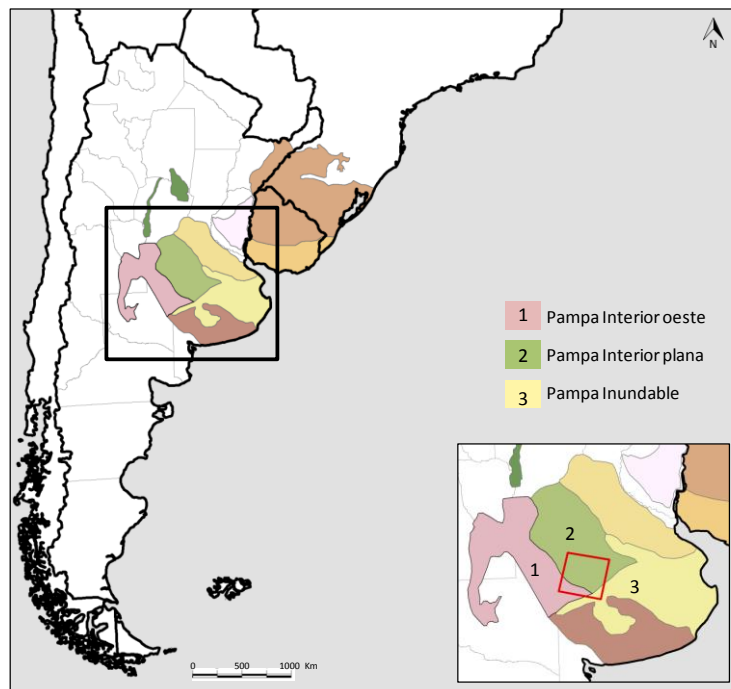 N
1 Pampa Interior oeste
2 Pampa Interior plana
3 Pampa Inundable
2
1
3
0 500 1000 Km